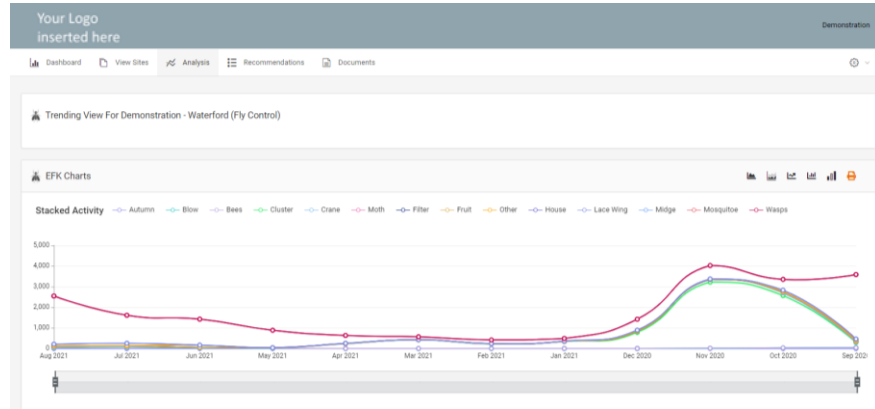 Your Logo
inserted here
Demonstration
Dashboard View Sites Analysis Recommendations Documents
Trending View For Demonstration - Waterford (Fly Control)
EFK Charts
Stacked Activity Autumn Blow Bees Cluster Crane Moth Filter Fruit Other House Lace Wing Midge Mosquitoe Wasps
5,000
4,000
3,000
2,000
1,000
0
Aug 2021 Jul 2021 Jun 2021 May 2021 Apr 2021 Mar 2021 Feb 2021 Jan 2021 Dec 2020 Nov 2020 Oct 2020 Sep 202